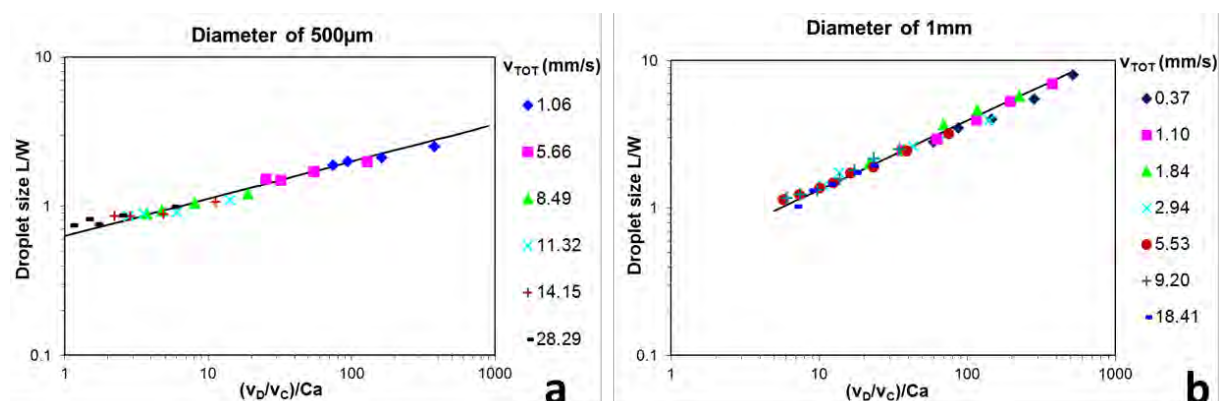 Diameter of 500µm
10
1
0.1
Droplet size L/W
1
10
100
1000
(vD/vC)/Ca
vTOT (mm/s)
1.06
5.66
8.49
11.32
14.15
28.29
a
Diameter of 1mm
10
1
0.1
Droplet size L/W
1
10
100
1000
(vD/vC)/Ca
vTOT (mm/s)
0.37
1.10
1.84
2.94
5.53
9.20
18.41
b